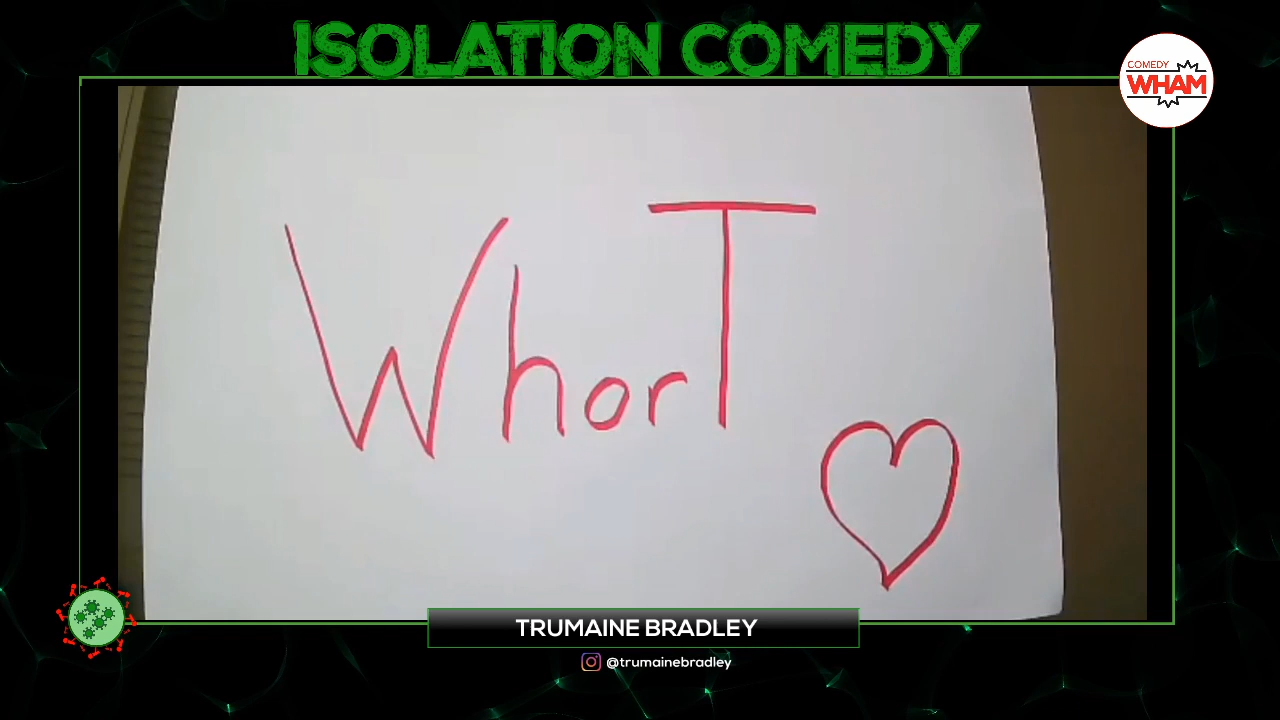 ISOLATION COMEDY
COMEDY
WHAM
WhorT
TRUMAINE BRADLEY
@trumainebradley